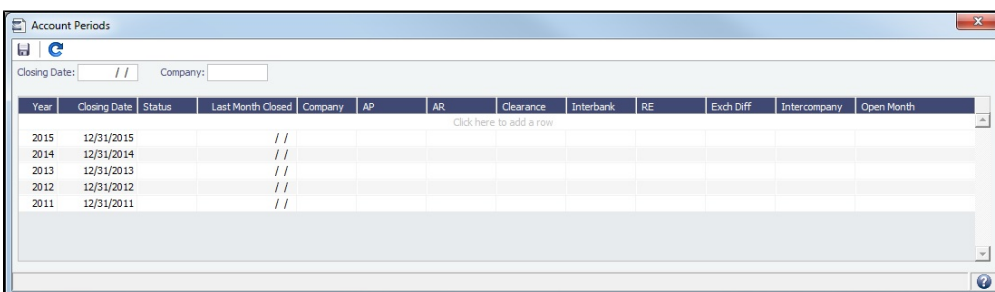 Account Periods
Closing Date: / / Company:
Year Closing Date Status Last Month Closed Company AP AR Clearance Interbank RE Exch Diff Intercompany Open Month
Click here to add a row
2015 12/31/2015 / /
2014 12/31/2014 / /
2013 12/31/2013 / /
2012 12/31/2012 / /
2011 12/31/2011 / /